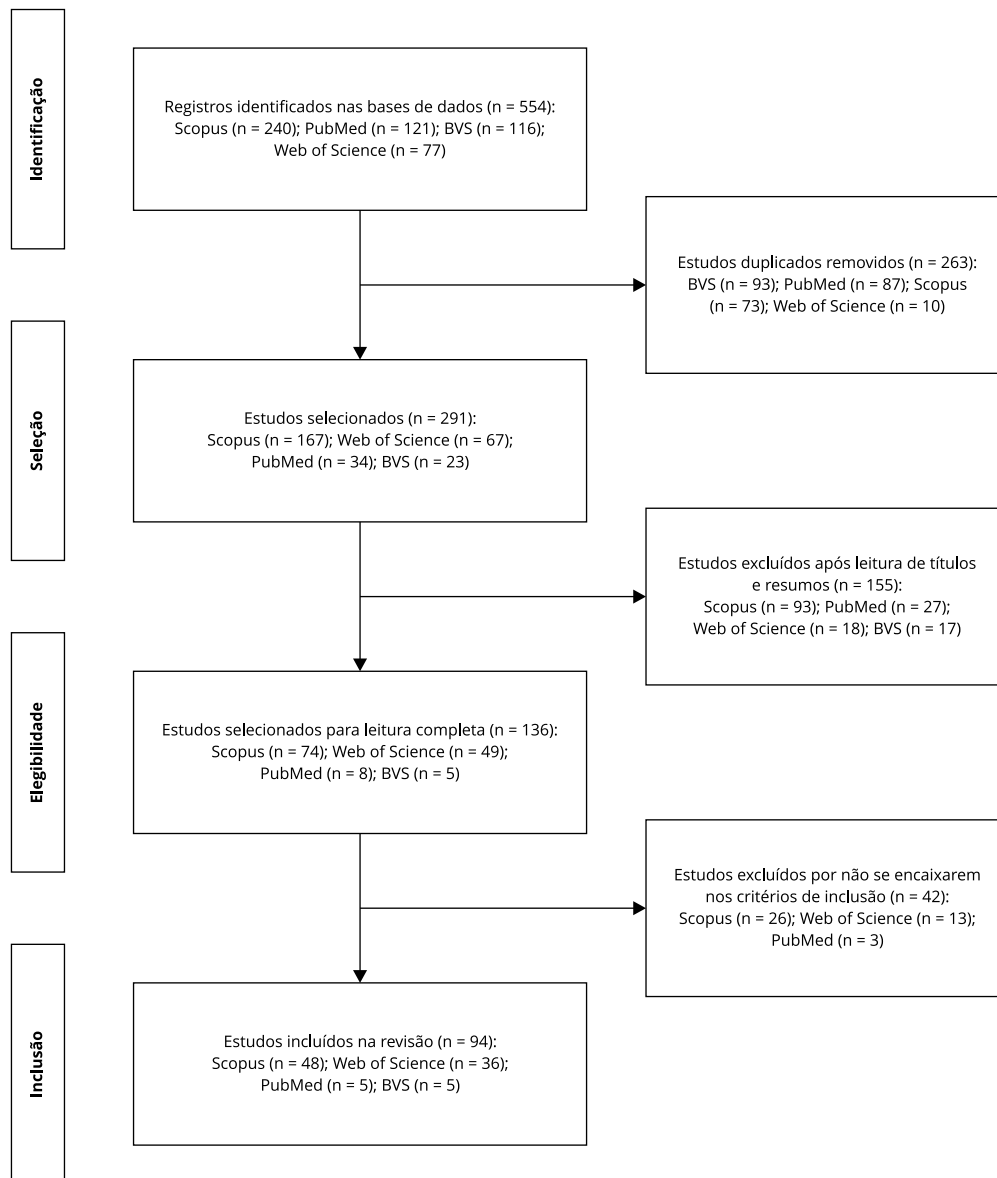 Identificação
Registros identificados nas bases de dados (n = 554):
Scopus (n = 240); PubMed (n = 121); BVS (n = 116);
Web of Science (n = 77)
Estudos duplicados removidos (n = 263):
BVS (n = 93); PubMed (n = 87); Scopus
(n = 73); Web of Science (n = 10)
Seleção
Estudos selecionados (n = 291):
Scopus (n = 167); Web of Science (n = 67);
PubMed (n = 34); BVS (n = 23)
Estudos excluídos após leitura de títulos
e resumos (n = 155):
Scopus (n = 93); PubMed (n = 27);
Web of Science (n = 18); BVS (n = 17)
Elegibilidade
Estudos selecionados para leitura completa (n = 136):
Scopus (n = 74); Web of Science (n = 49);
PubMed (n = 8); BVS (n = 5)
Estudos excluídos por não se encaixarem
nos critérios de inclusão (n = 42):
Scopus (n = 26); Web of Science (n = 13);
PubMed (n = 3)
Inclusão
Estudos incluídos na revisão (n = 94):
Scopus (n = 48); Web of Science (n = 36);
PubMed (n = 5); BVS (n = 5)